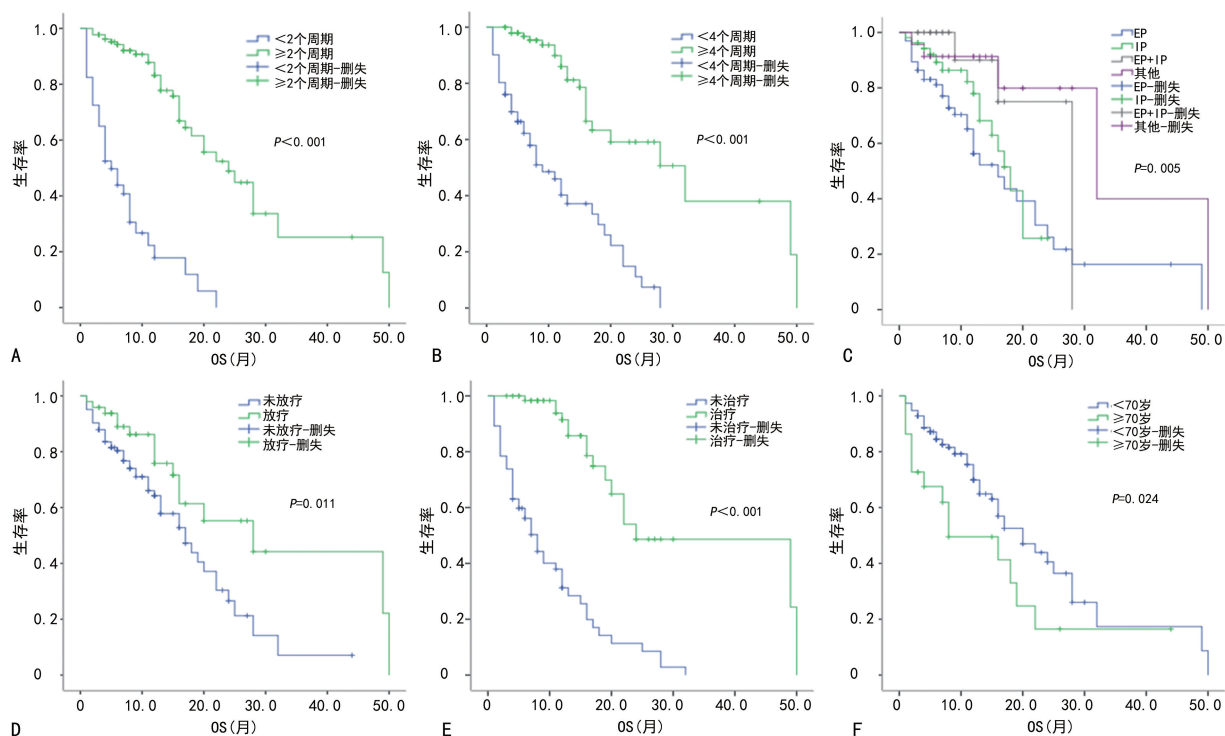 1. 0
0. 8
0. 6
0. 4
0. 2
0
生存率
<2个周期
≥2个周期
<2个周期-删失
≥2个周期-删失
P<0. 001
0 10. 0 20. 0 30. 0 40. 0 50. 0
OS(月)
A
1. 0
0. 8
0. 6
0. 4
0. 2
0
生存率
<4个周期
≥4个周期
<4个周期-删失
≥4个周期-删失
P<0. 001
0 10. 0 20. 0 30. 0 40. 0 50. 0
OS(月)
B
1. 0
0. 8
0. 6
0. 4
0. 2
0
生存率
EP
IP
EP+IP
其他
EP-删失
IP-删失
EP+IP-删失
其他-删失
P=0. 005
0 10. 0 20. 0 30. 0 40. 0 50. 0
OS(月)
C
1. 0
0. 8
0. 6
0. 4
0. 2
0
生存率
未放疗
放疗
未放疗-删失
放疗-删失
P=0. 011
0 10. 0 20. 0 30. 0 40. 0 50. 0
OS(月)
D
1. 0
0. 8
0. 6
0. 4
0. 2
0
生存率
未治疗
治疗
未治疗-删失
治疗-删失
P<0. 001
0 10. 0 20. 0 30. 0 40. 0 50. 0
OS(月)
E
1. 0
0. 8
0. 6
0. 4
0. 2
0
生存率
<70岁
≥70岁
<70岁-删失
≥70岁-删失
P=0. 024
0 10. 0 20. 0 30. 0 40. 0 50. 0
OS(月)
F